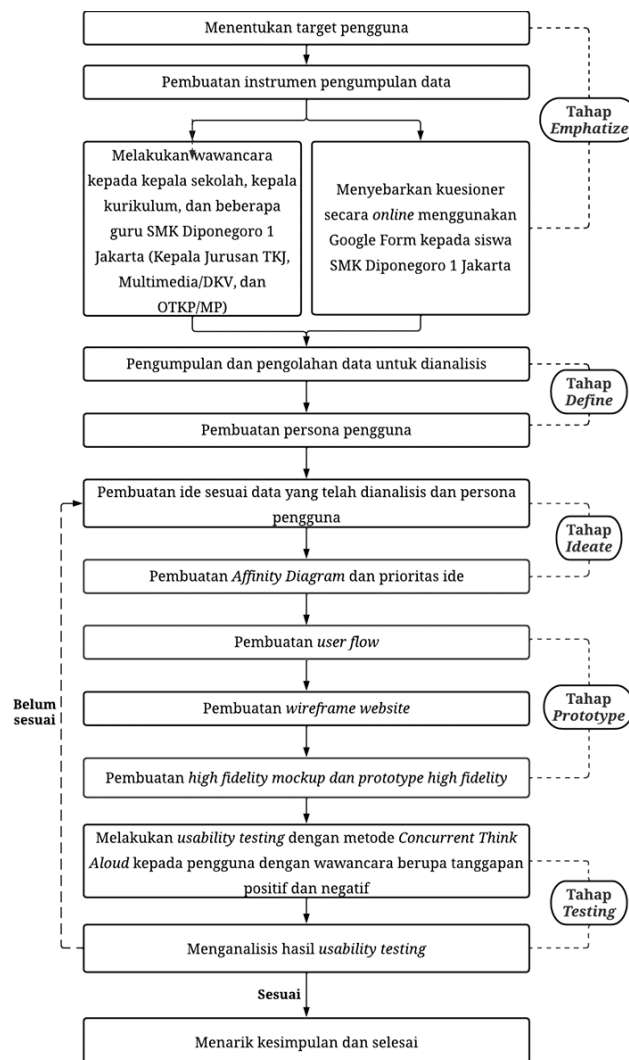 Menentukan target pengguna
Pembuatan instrumen pengumpulan data
Tahap
Emphatize
Melakukan wawancara
kepada kepala sekolah, kepala
kurikulum, dan beberapa
guru SMK Diponegoro 1
Jakarta (Kepala Jurusan TKJ,
Multimedia/DKV, dan
OTKP/MP)
Menyebarkan kuesioner
secara online menggunakan
Google Form kepada siswa
SMK Diponegoro 1 Jakarta
Pengumpulan dan pengolahan data untuk dianalisis
Tahap
Define
Pembuatan persona pengguna
Pembuatan ide sesuai data yang telah dianalisis dan persona
pengguna
Tahap
Ideate
Pembuatan Affinity Diagram dan prioritas ide
Pembuatan user flow
Belum
sesuai
Pembuatan wireframe website
Tahap
Prototype
Pembuatan high fidelity mockup dan prototype high fidelity
Melakukan usability testing dengan metode Concurrent Think
Aloud kepada pengguna dengan wawancara berupa tanggapan
positif dan negatif
Tahap
Testing
Menganalisis hasil usability testing
Sesuai
Menarik kesimpulan dan selesai